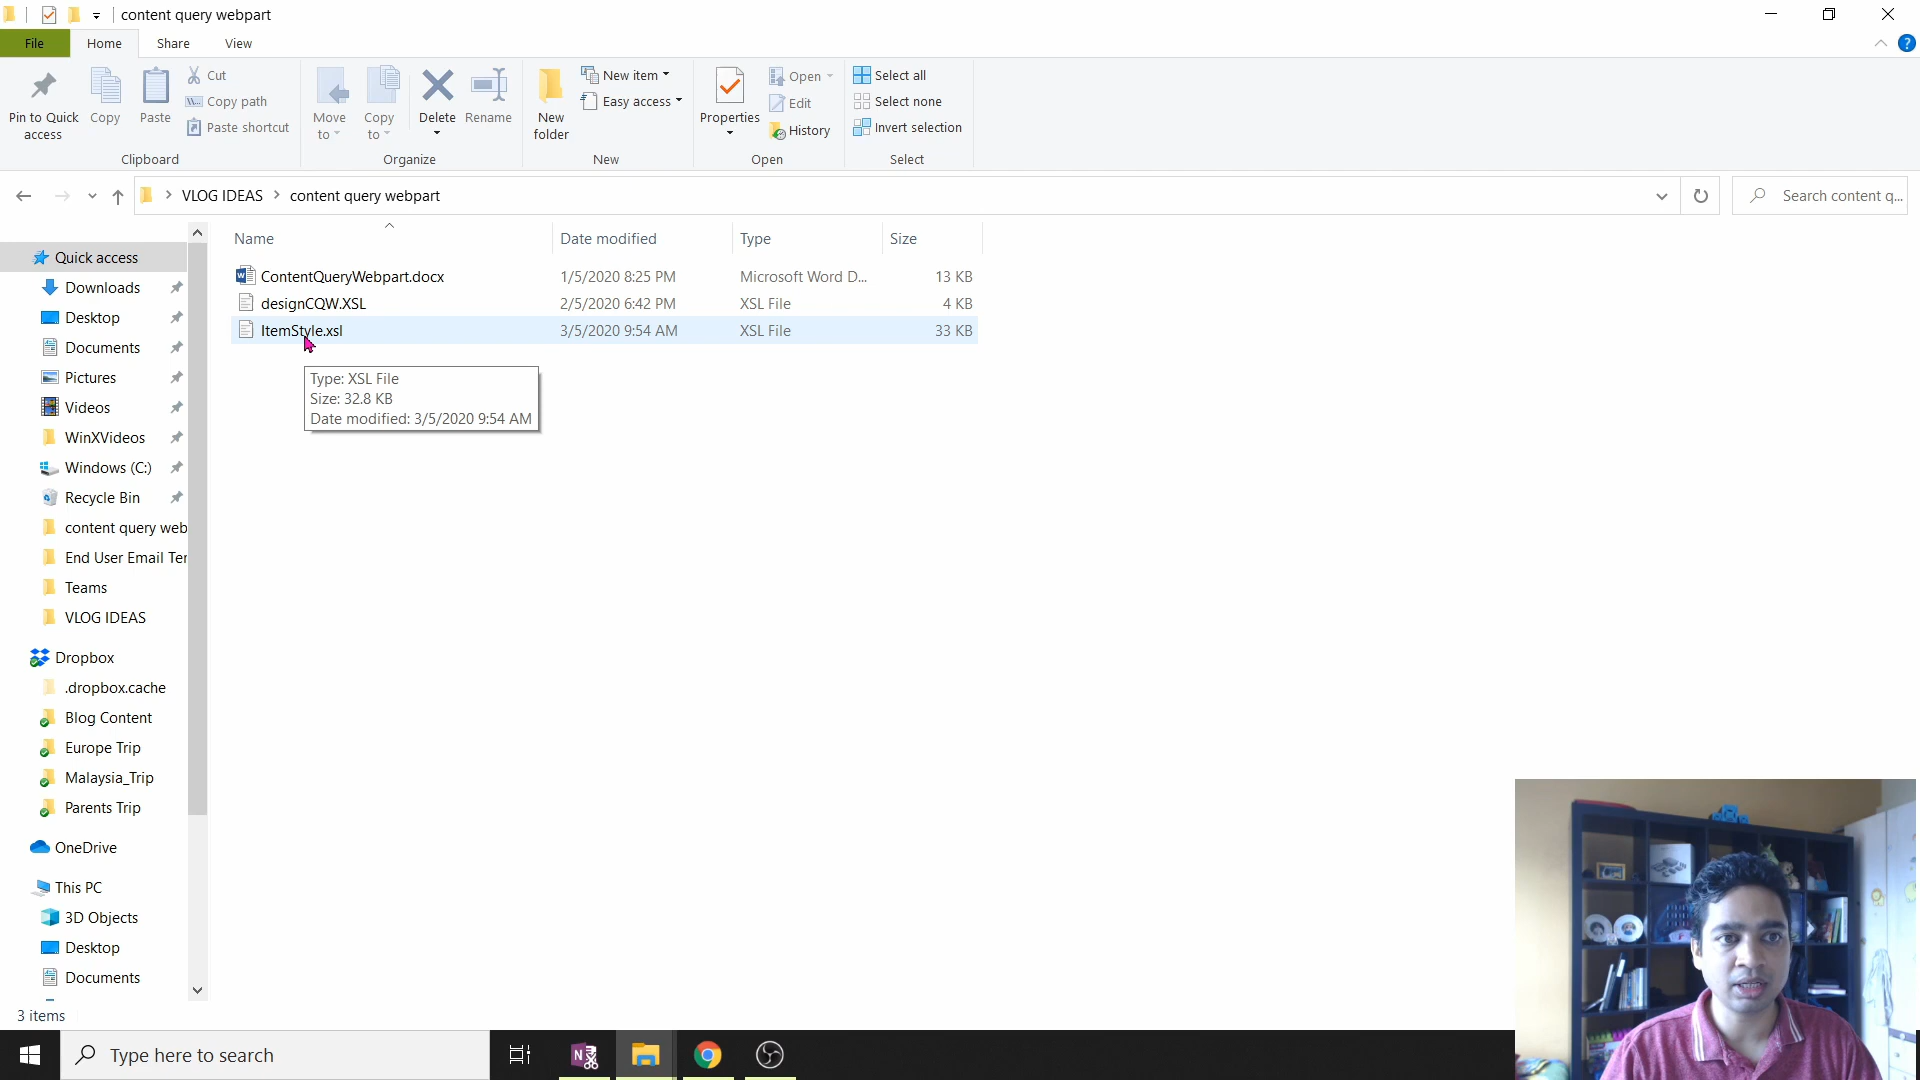 content query webpart
File
Home
Share
View
Pin to Quick access
Copy
Paste
Cut
Copy path
Paste shortcut
Clipboard
Move to
Copy to
Delete
Rename
Organize
New folder
New item
Easy access
New
Properties
Open
Edit
History
Open
Select all
Select none
Invert selection
Select
VLOG IDEAS > content query webpart
Search content q...
Name
Date modified
Type
Size
ContentQueryWebpart.docx 1/5/2020 8:25 PM Microsoft Word D... 13 KB
designCQW.XSL 2/5/2020 6:42 PM XSL File 4 KB
ItemStyle.xsl 3/5/2020 9:54 AM XSL File 33 KB
Type: XSL File
Size: 32.8 KB
Date modified: 3/5/2020 9:54 AM
Quick access
Downloads
Desktop
Documents
Pictures
Videos
WinXVideos
Windows (C:)
Recycle Bin
content query web
End User Email Ter
Teams
VLOG IDEAS
Dropbox
.dropbox.cache
Blog Content
Europe Trip
Malaysia_Trip
Parents Trip
OneDrive
This PC
3D Objects
Desktop
Documents
3 items
Type here to search